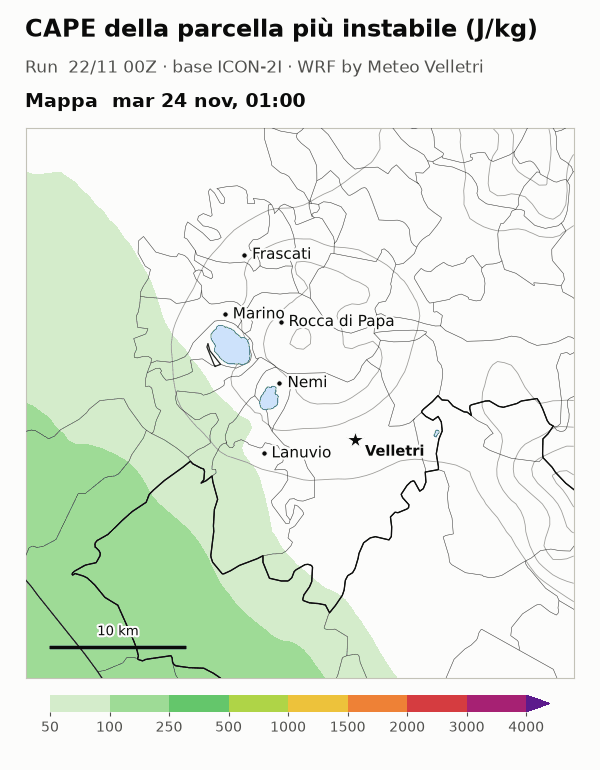 CAPE della parcella più instabile (J/kg)
Run  22/11 00Z · base ICON-2I · WRF by Meteo Velletri
Mappa  mar 24 nov, 01:00
Frascati
Marino
Rocca di Papa
Nemi
Velletri
Lanuvio
10 km
50 100 250 500 1000 1500 2000 3000 4000